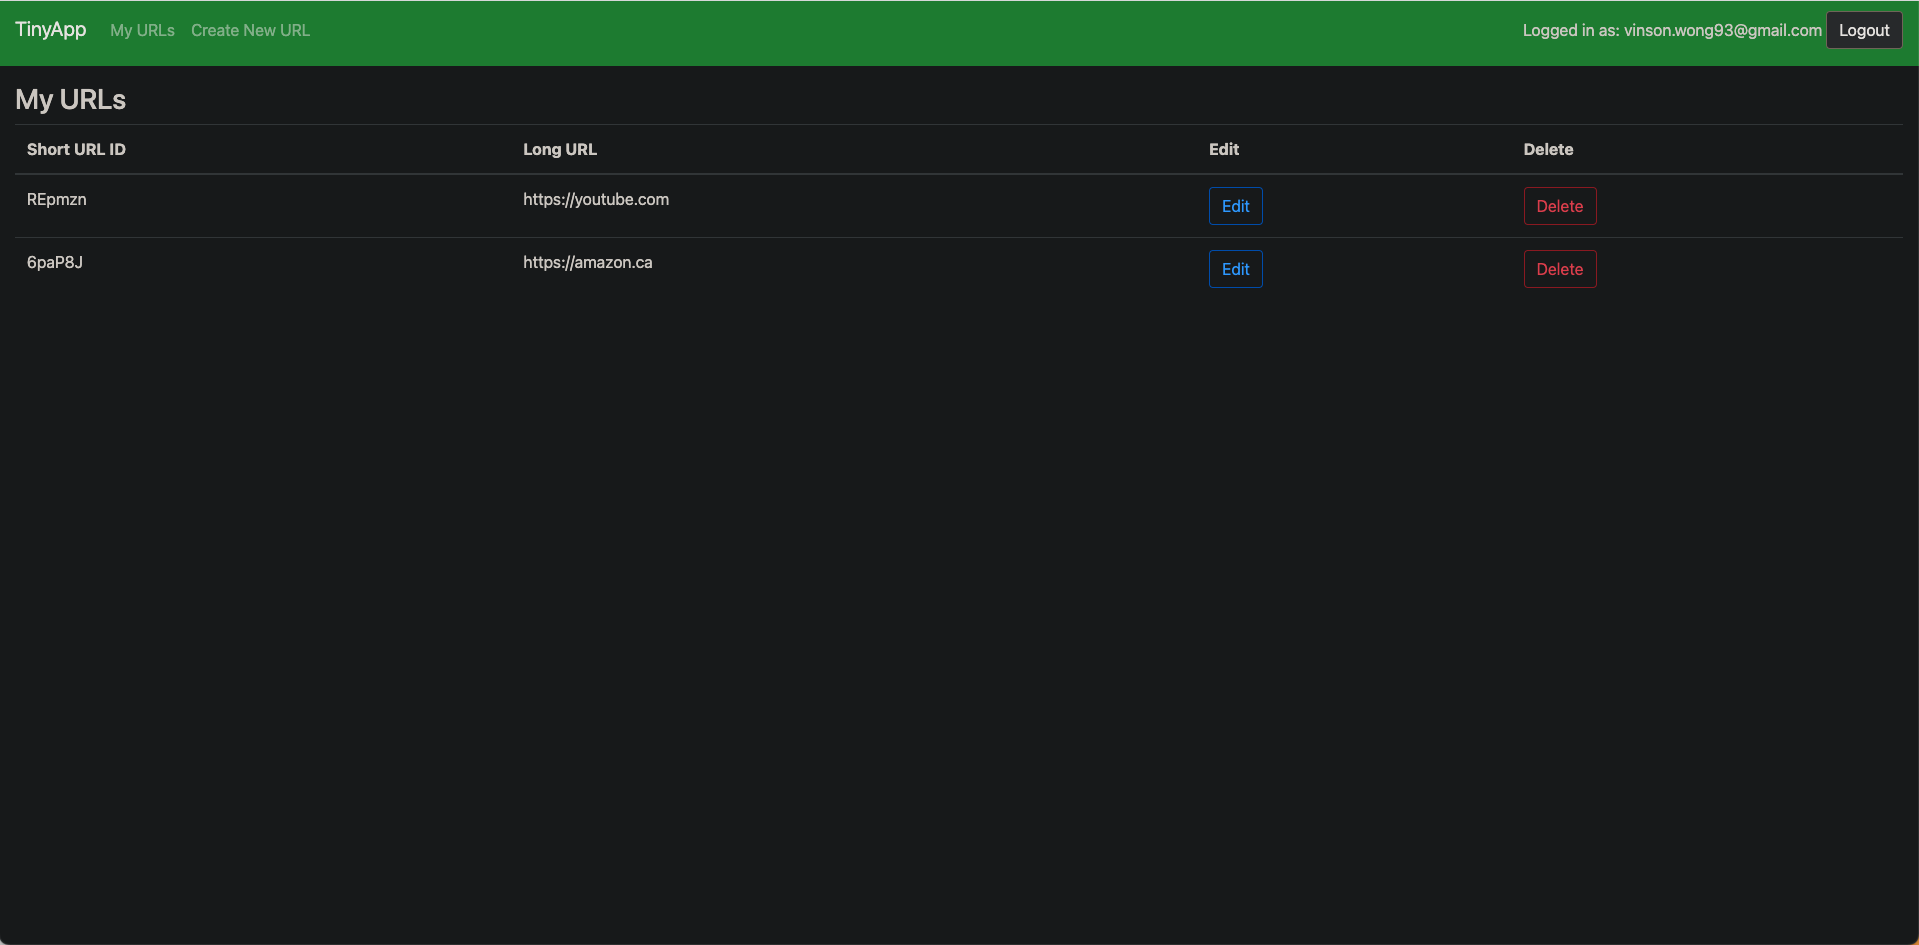 TinyApp My URLs Create New URL Logged in as: vinson.wong93@gmail.com Logout
My URLs
Short URL ID Long URL Edit Delete
REpmzn https://youtube.com Edit Delete
6paP8J https://amazon.ca Edit Delete